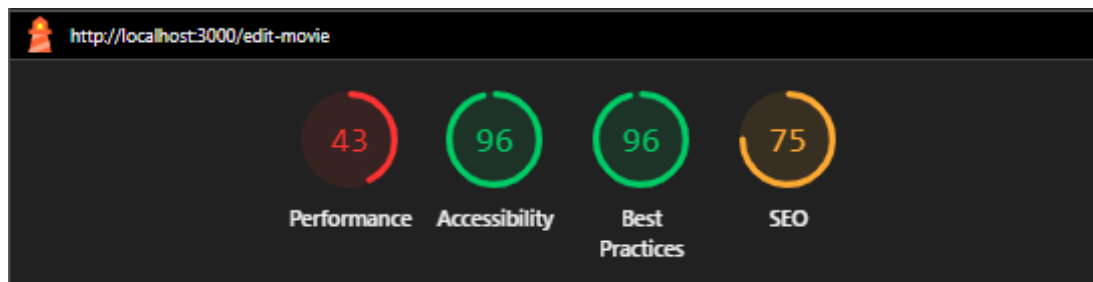 http://localhost:3000/edit-movie
43
96
96
75
Performance
Accessibility
Best
Practices
SEO